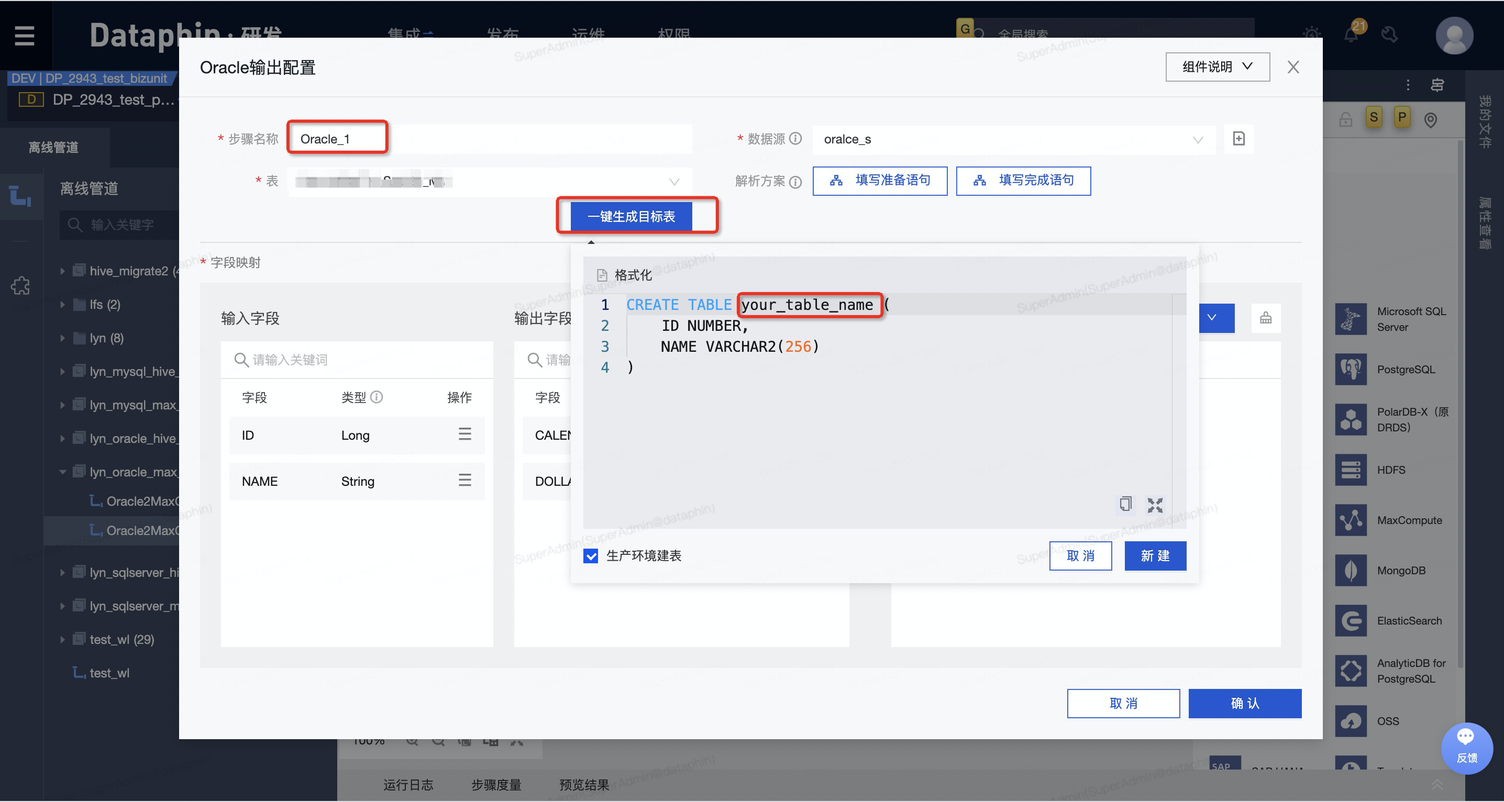 Dataphin · 研发
集成
发布
运维
权限
G
全局搜索
21
DEV | DP_2943_test_bizunit
D DP_2943_test_p...
S P
离线管道
离线管道
输入关键字
hive_migrate2
lfs (2)
lyn (8)
lyn_mysql_hive_
lyn_mysql_max_
lyn_oracle_hive_
lyn_oracle_max_
Oracle2MaxC
Oracle2MaxC
lyn_sqlserver_hi
lyn_sqlserver_m
test_wl (29)
test_wl
Oracle输出配置
组件说明
* 步骤名称 Oracle_1
* 数据源 oralce_s
* 表
解析方案 填写准备语句 填写完成语句
一键生成目标表
* 字段映射
输入字段
请输入关键词
字段 类型 操作
ID Long
NAME String
输出字段
请输
字段
CALEN
DOLLA
格式化
1 CREATE TABLE your_table_name (
2 ID NUMBER,
3 NAME VARCHAR2(256)
4 )
生产环境建表
取消 新建
取消 确认
100%
运行日志 步骤度量 预览结果
我的文件
属性查看
Microsoft SQL
Server
PostgreSQL
PolarDB-X（原
DRDS）
HDFS
MaxCompute
MongoDB
ElasticSearch
AnalyticDB for
PostgreSQL
OSS
SAP
反馈
SuperAdmin(@dataphin)